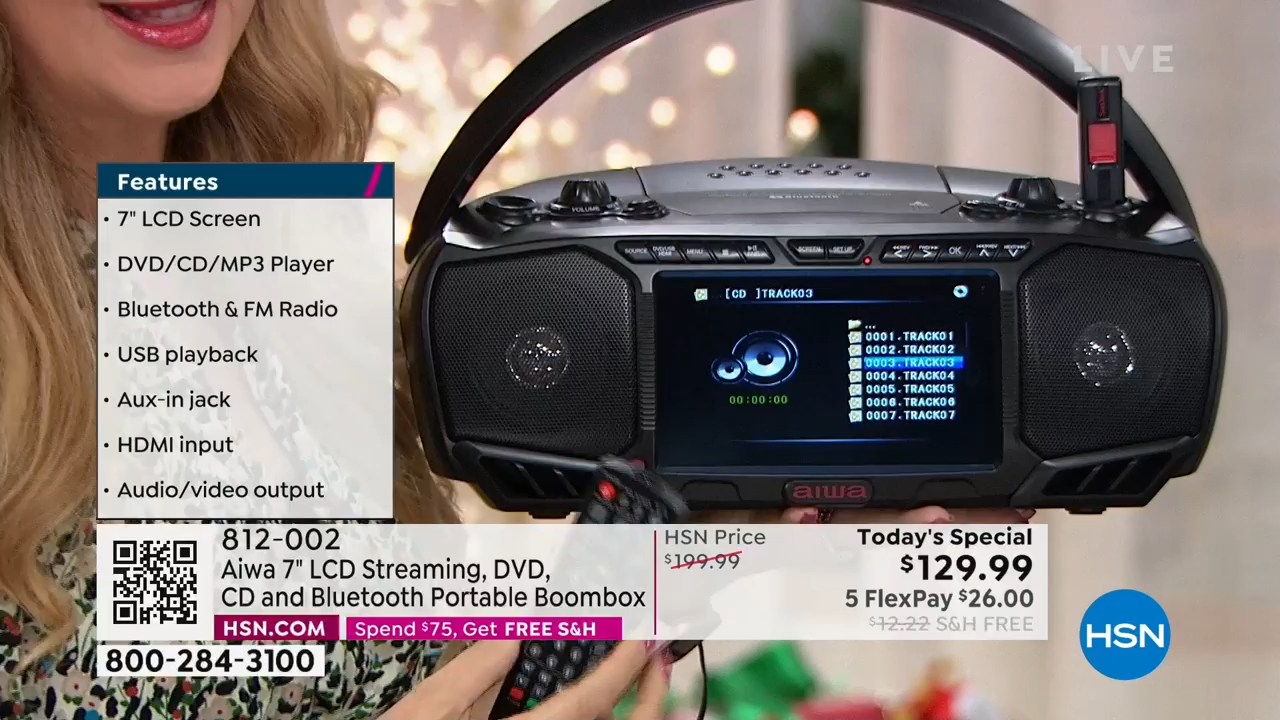 LIVE
Features
• 7" LCD Screen
• DVD/CD/MP3 Player
• Bluetooth & FM Radio
• USB playback
• Aux-in jack
• HDMI input
• Audio/video output
SanDisk
Bluetooth
VOLUME
SOURCE
MENU
SCREEN
SET UP
OK
[CD ]TRACK03
...
0001.TRACK01
0002.TRACK02
0003.TRACK03
0004.TRACK04
0005.TRACK05
0006.TRACK06
0007.TRACK07
00:00:00
aiwa
812-002
Aiwa 7" LCD Streaming, DVD,
CD and Bluetooth Portable Boombox
HSN.COM
Spend $75, Get FREE S&H
HSN Price
$199.99
Today's Special
$129.99
5 FlexPay $26.00
$12.22 S&H FREE
800-284-3100
HSN